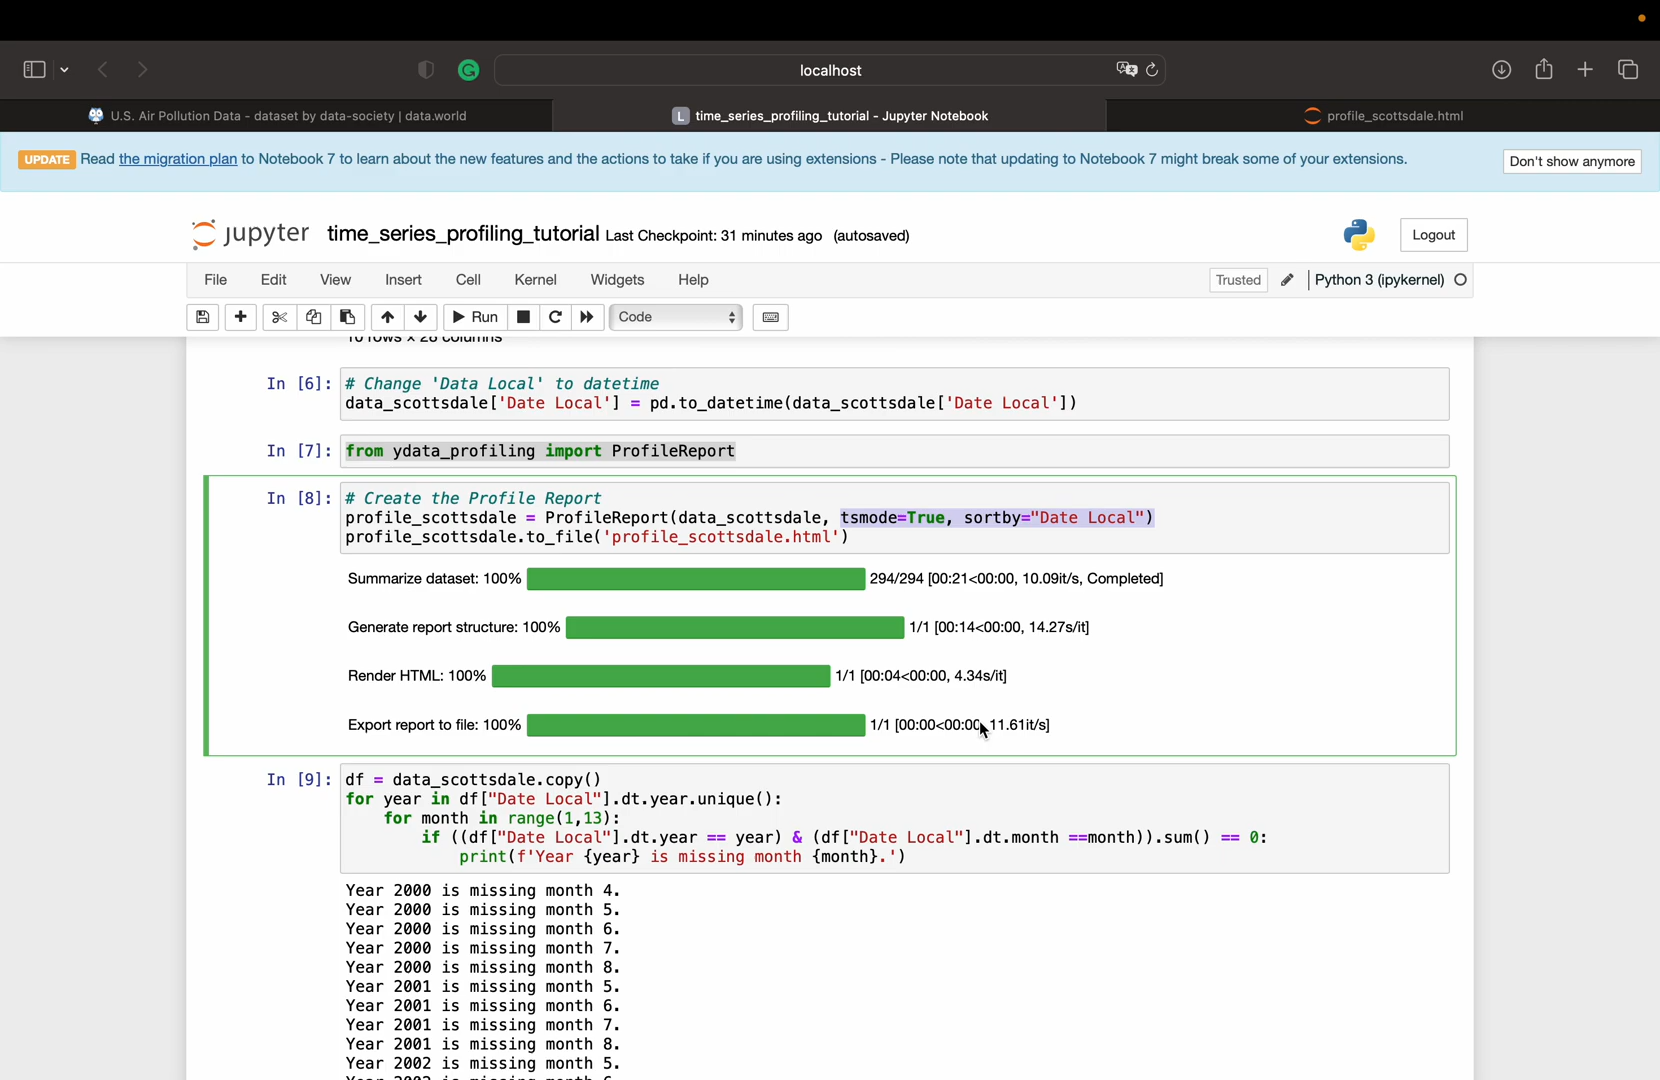 localhost
U.S. Air Pollution Data - dataset by data-society | data.world
L time_series_profiling_tutorial - Jupyter Notebook
profile_scottsdale.html
UPDATE Read the migration plan to Notebook 7 to learn about the new features and the actions to take if you are using extensions - Please note that updating to Notebook 7 might break some of your extensions.
Don't show anymore
jupyter time_series_profiling_tutorial Last Checkpoint: 31 minutes ago (autosaved)
Logout
File Edit View Insert Cell Kernel Widgets Help
Trusted Python 3 (ipykernel)
Run Code
10 rows × 28 columns
In [6]: # Change 'Data Local' to datetime
data_scottsdale['Date Local'] = pd.to_datetime(data_scottsdale['Date Local'])
In [7]: from ydata_profiling import ProfileReport
In [8]: # Create the Profile Report
profile_scottsdale = ProfileReport(data_scottsdale, tsmode=True, sortby="Date Local")
profile_scottsdale.to_file('profile_scottsdale.html')
Summarize dataset: 100% 294/294 [00:21<00:00, 10.09it/s, Completed]
Generate report structure: 100% 1/1 [00:14<00:00, 14.27s/it]
Render HTML: 100% 1/1 [00:04<00:00, 4.34s/it]
Export report to file: 100% 1/1 [00:00<00:00, 11.61it/s]
In [9]: df = data_scottsdale.copy()
for year in df["Date Local"].dt.year.unique():
for month in range(1,13):
if ((df["Date Local"].dt.year == year) & (df["Date Local"].dt.month ==month)).sum() == 0:
print(f'Year {year} is missing month {month}.')
Year 2000 is missing month 4.
Year 2000 is missing month 5.
Year 2000 is missing month 6.
Year 2000 is missing month 7.
Year 2000 is missing month 8.
Year 2001 is missing month 5.
Year 2001 is missing month 6.
Year 2001 is missing month 7.
Year 2001 is missing month 8.
Year 2002 is missing month 5.